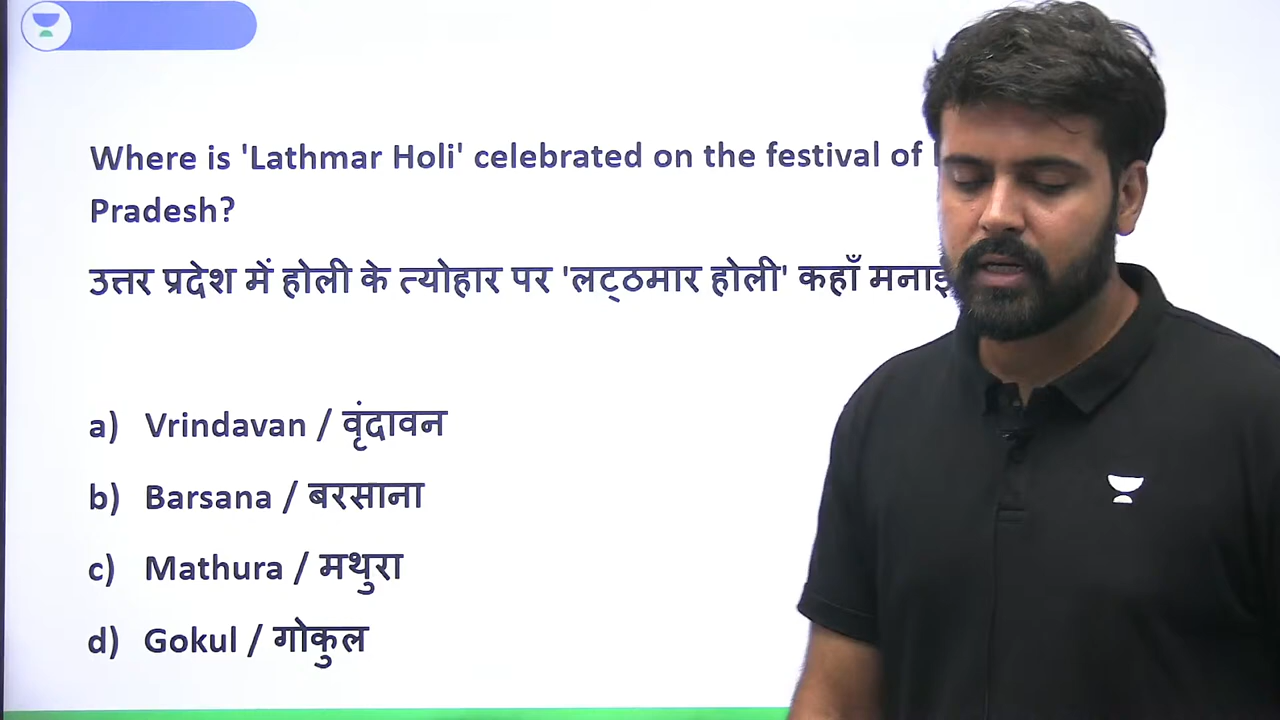 Where is 'Lathmar Holi' celebrated on the festival of
Pradesh?
उत्तर प्रदेश में होली के त्योहार पर 'लट्ठमार होली' कहाँ मनाई
a) Vrindavan / वृंदावन
b) Barsana / बरसाना
c) Mathura / मथुरा
d) Gokul / गोकुल